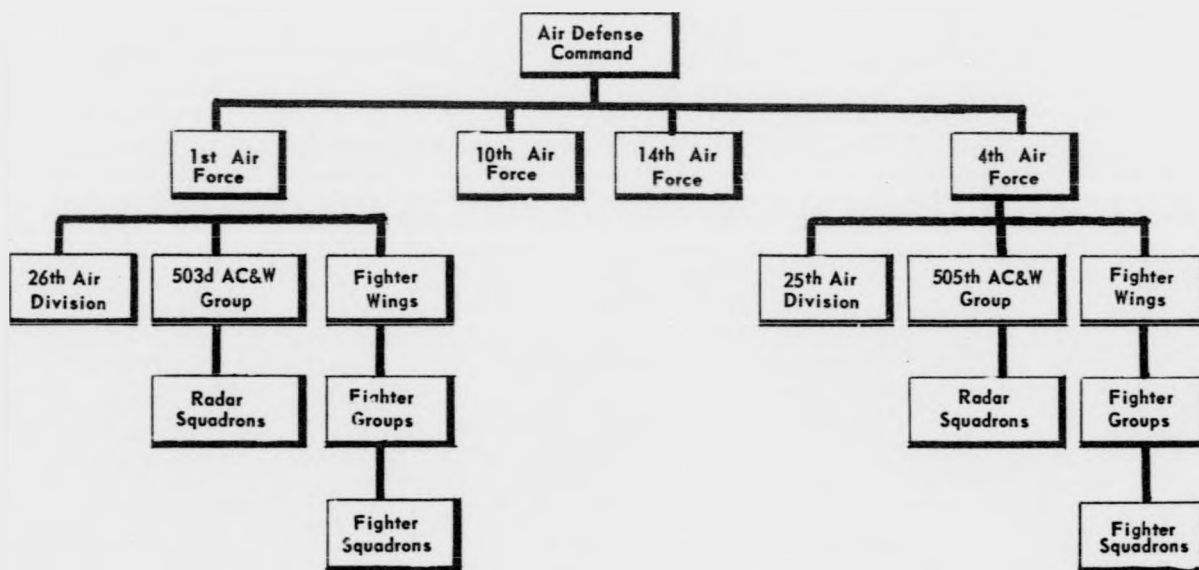 Air Defense
Command
1st Air
Force
10th Air
Force
14th Air
Force
4th Air
Force
26th Air
Division
503d AC&W
Group
Fighter
Wings
25th Air
Division
505th AC&W
Group
Fighter
Wings
Radar
Squadrons
Fighter
Groups
Radar
Squadrons
Fighter
Groups
Fighter
Squadrons
Fighter
Squadrons